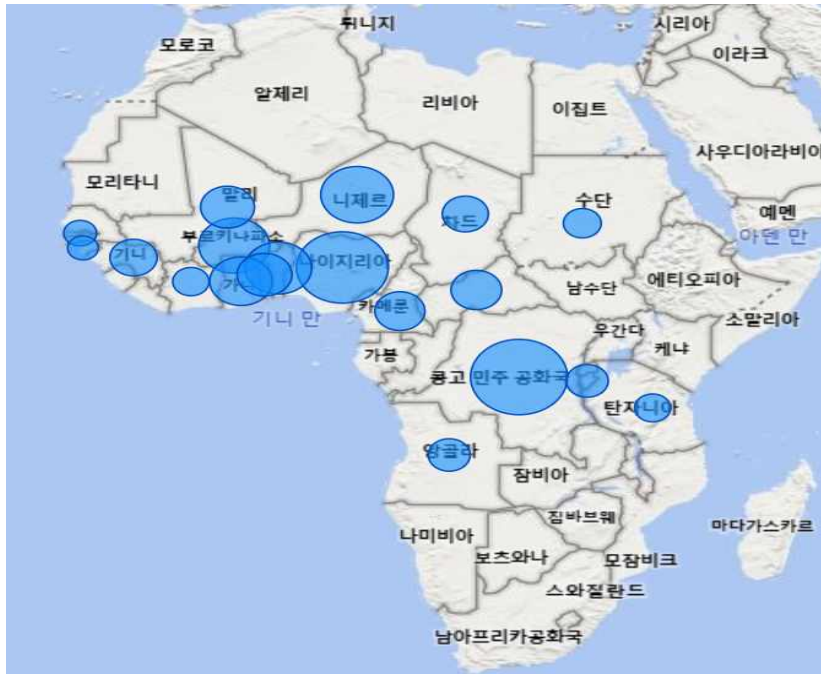 튀니지
시리아
모로코
이라크
알제리
리비아
이집트
사우디아라비아
모리타니
말리
니제르
차드
수단
예멘
아덴 만
부르키나파소
기니
나이지리아
남수단
에티오피아
카메룬
기니 만
소말리아
우간다
케냐
가봉
콩고 민주 공화국
탄자니아
앙골라
잠비아
짐바브웨
나미비아
마다가스카르
보츠와나
모잠비크
스와질란드
남아프리카공화국